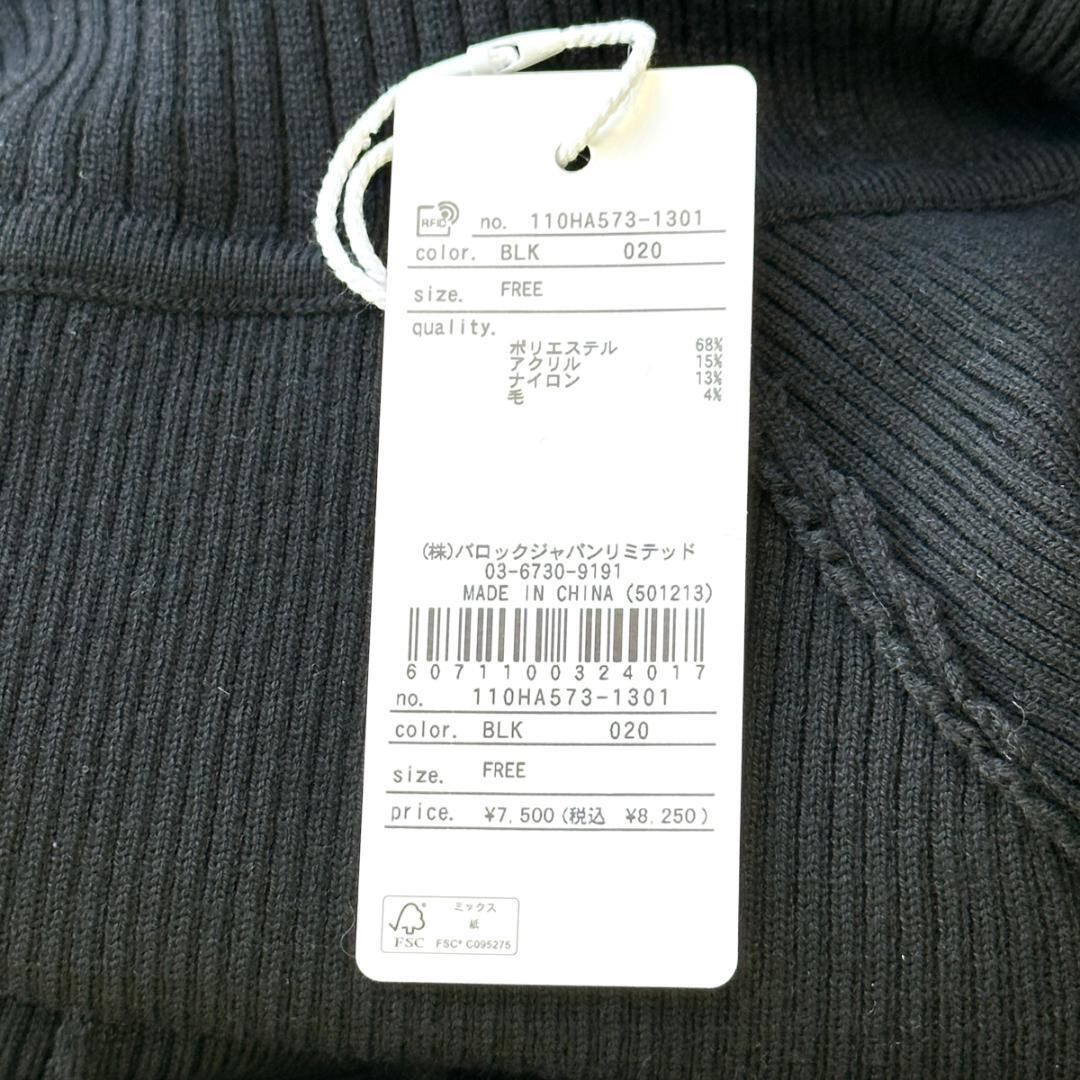 RFID no. 110HA573-1301
color. BLK 020
size. FREE
quality.
ポリエステル 68%
アクリル 15%
ナイロン 13%
毛 4%
(株)バロックジャパンリミテッド
03-6730-9191
MADE IN CHINA (501213)
6071100324017
no. 110HA573-1301
color. BLK 020
size. FREE
price. ¥7,500 (税込 ¥8,250)
ミックス
紙
FSC FSC® C095275